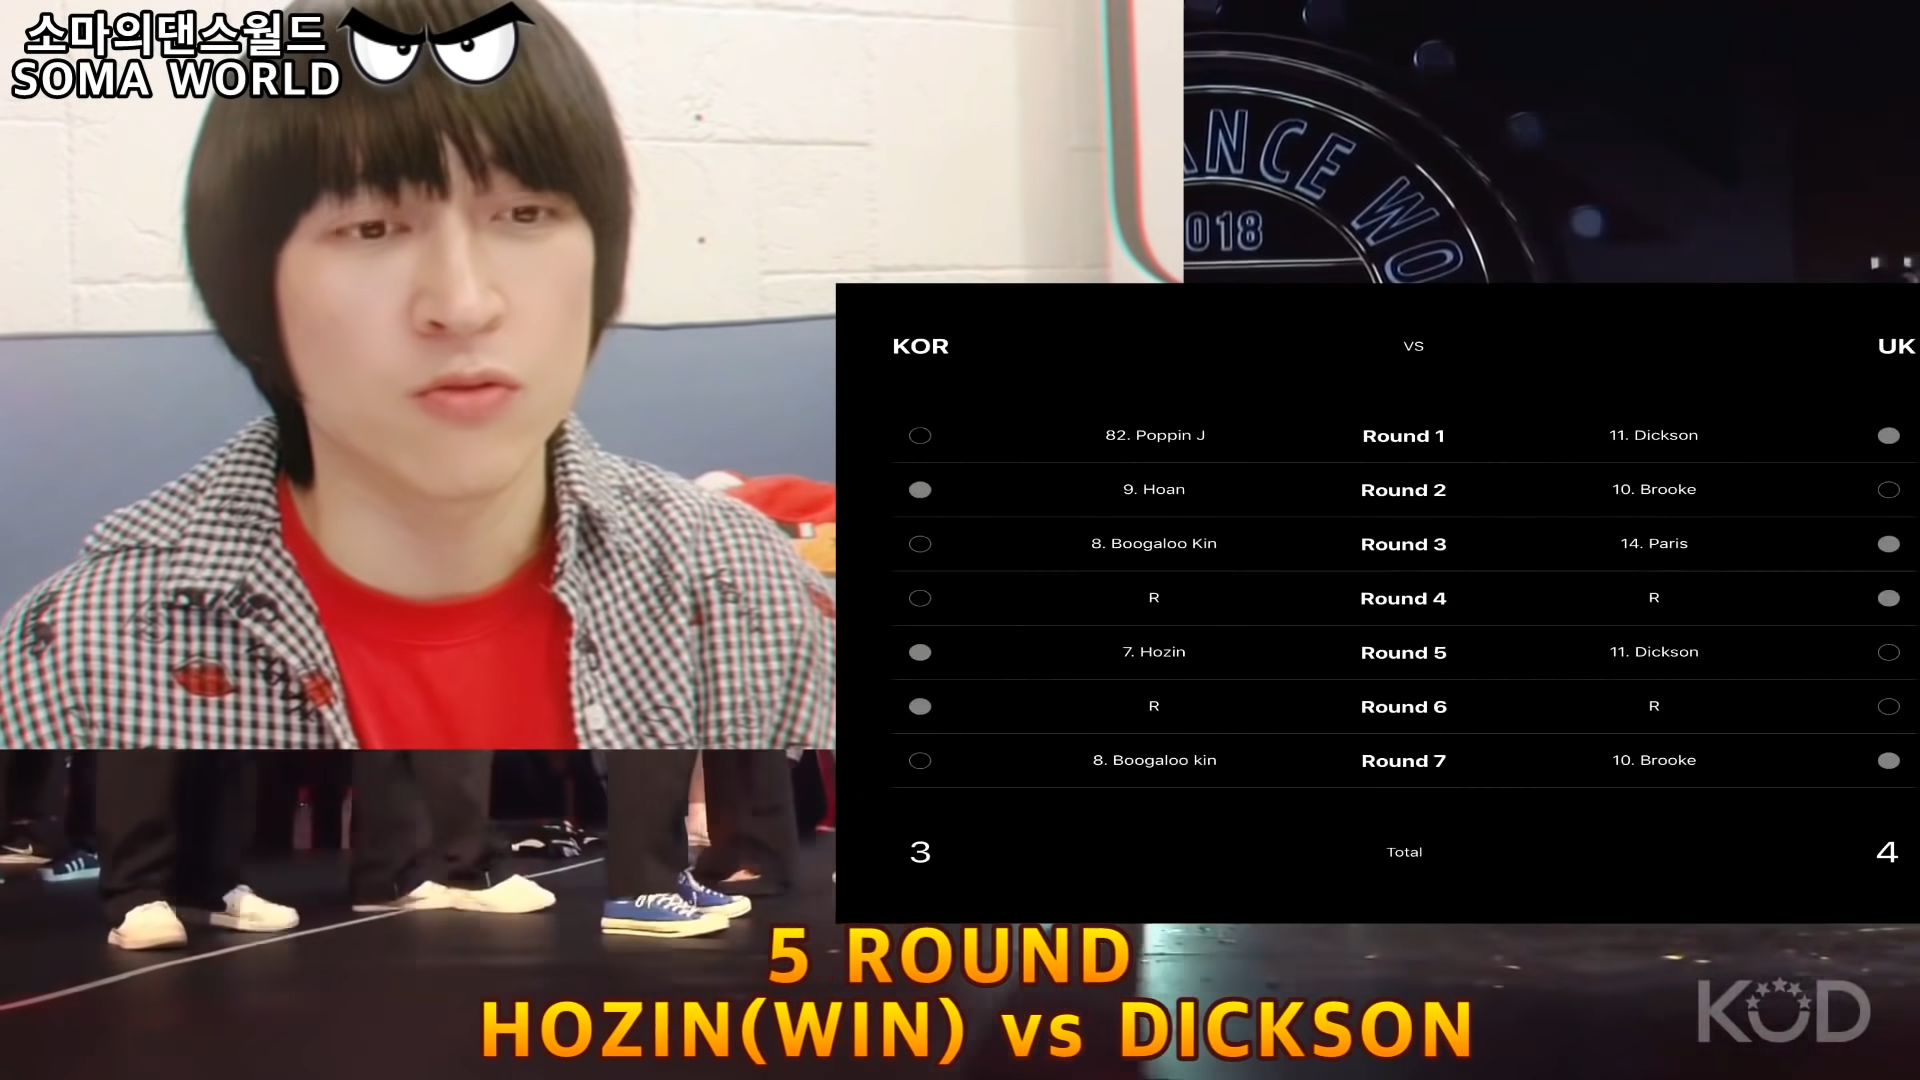 소마의댄스월드
SOMA WORLD
ANCE WO
018
KOR vs UK
82. Poppin J Round 1 11. Dickson
9. Hoan Round 2 10. Brooke
8. Boogaloo Kin Round 3 14. Paris
R Round 4 R
7. Hozin Round 5 11. Dickson
R Round 6 R
8. Boogaloo kin Round 7 10. Brooke
3 Total 4
5 ROUND
HOZIN(WIN) vs DICKSON
KOD